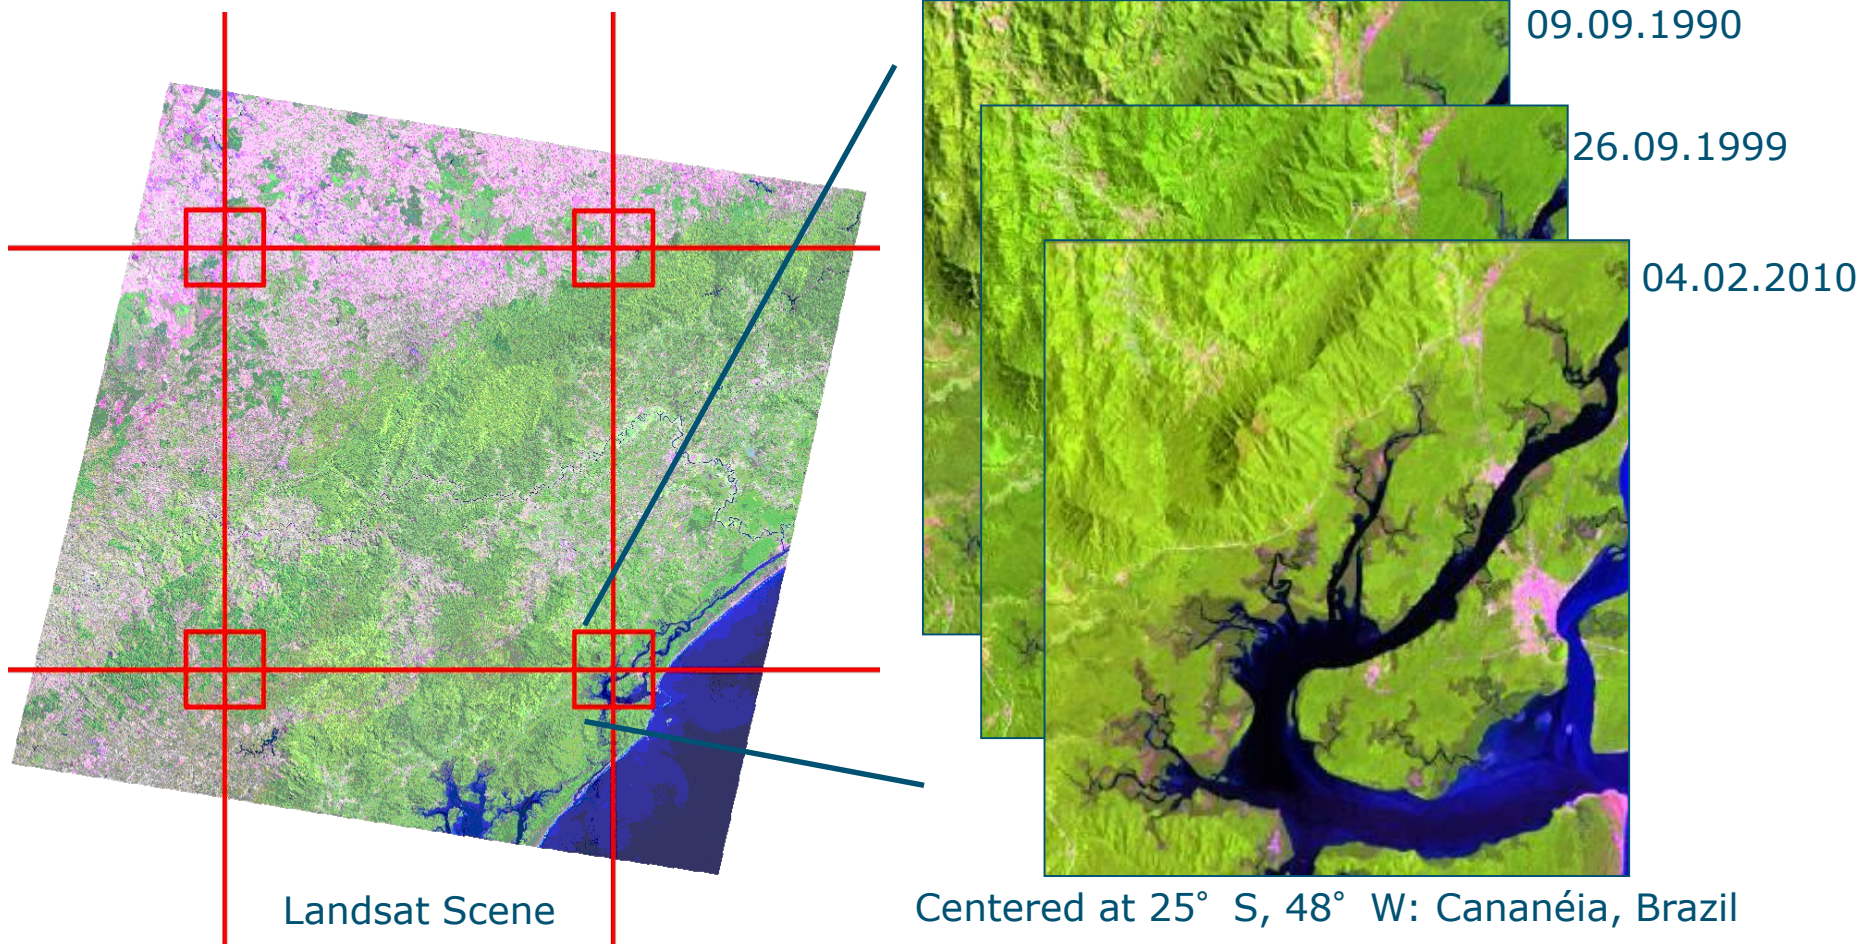 09.09.1990
26.09.1999
04.02.2010
Landsat Scene
Centered at 25° S, 48° W: Cananéia, Brazil